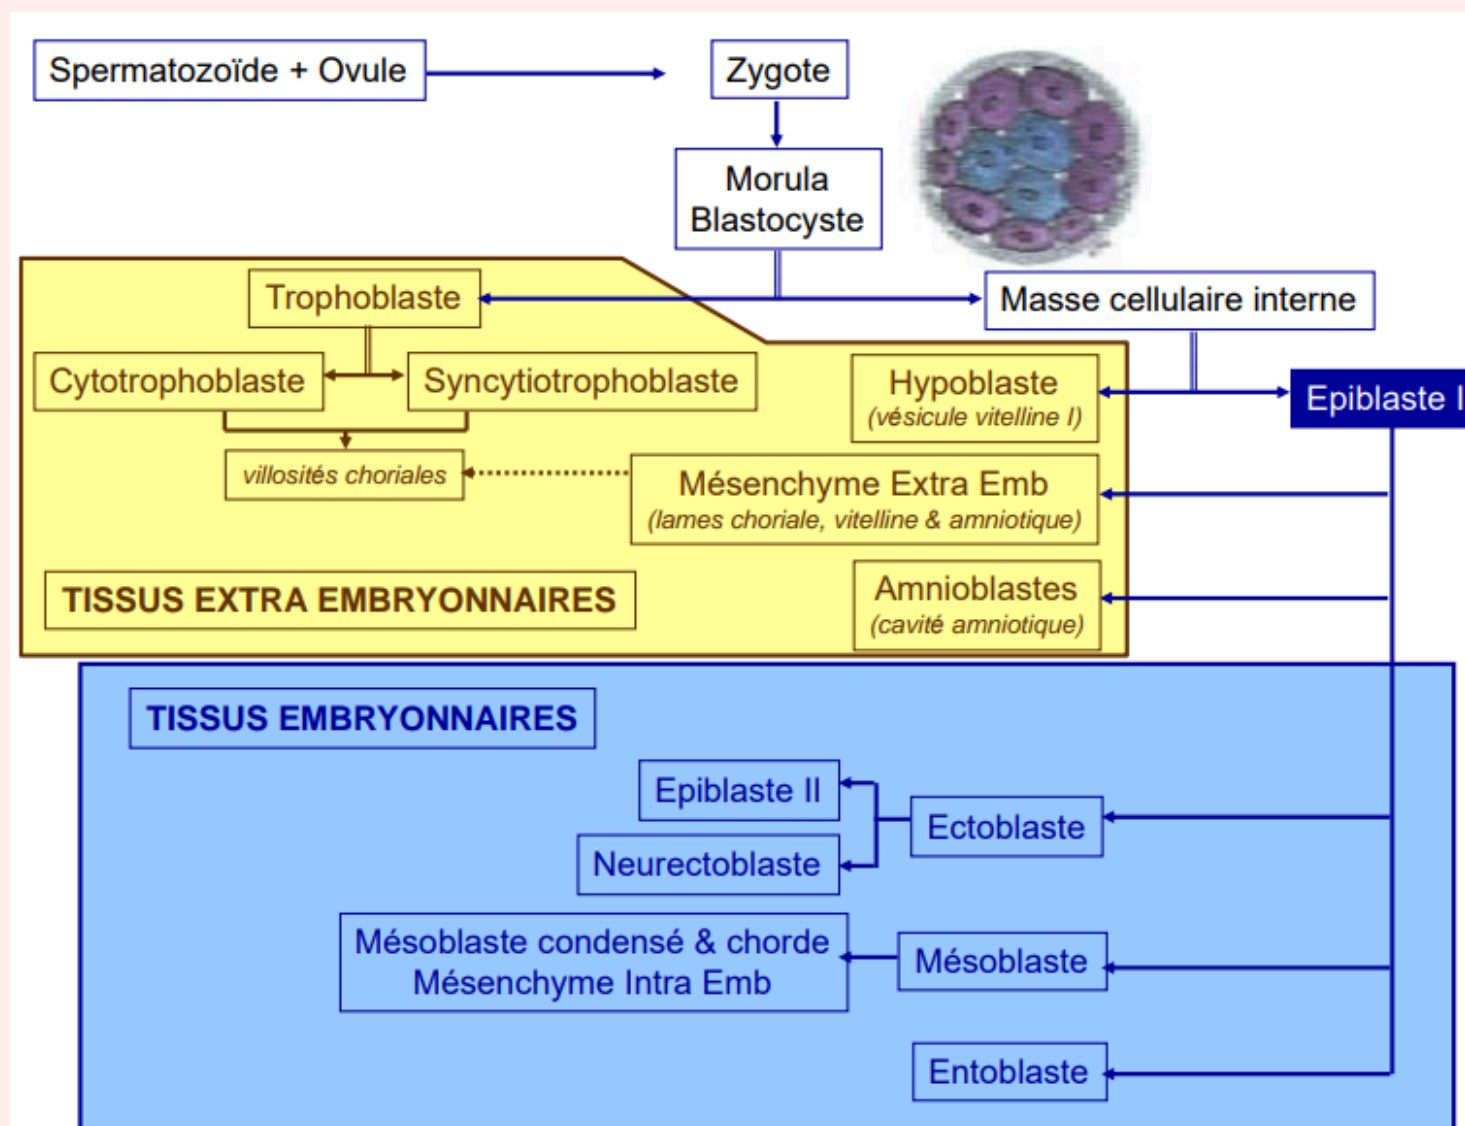 Spermatozoïde + Ovule
Zygote
Morula
Blastocyste
Trophoblaste
Masse cellulaire interne
Cytotrophoblaste
Syncytiotrophoblaste
Hypoblaste
(vésicule vitelline I)
Epiblaste I
villosités choriales
Mésenchyme Extra Emb
(lames choriale, vitelline & amniotique)
TISSUS EXTRA EMBRYONNAIRES
Amnioblastes
(cavité amniotique)
TISSUS EMBRYONNAIRES
Epiblaste II
Ectoblaste
Neurectoblaste
Mésoblaste condensé & chorde
Mésenchyme Intra Emb
Mésoblaste
Entoblaste